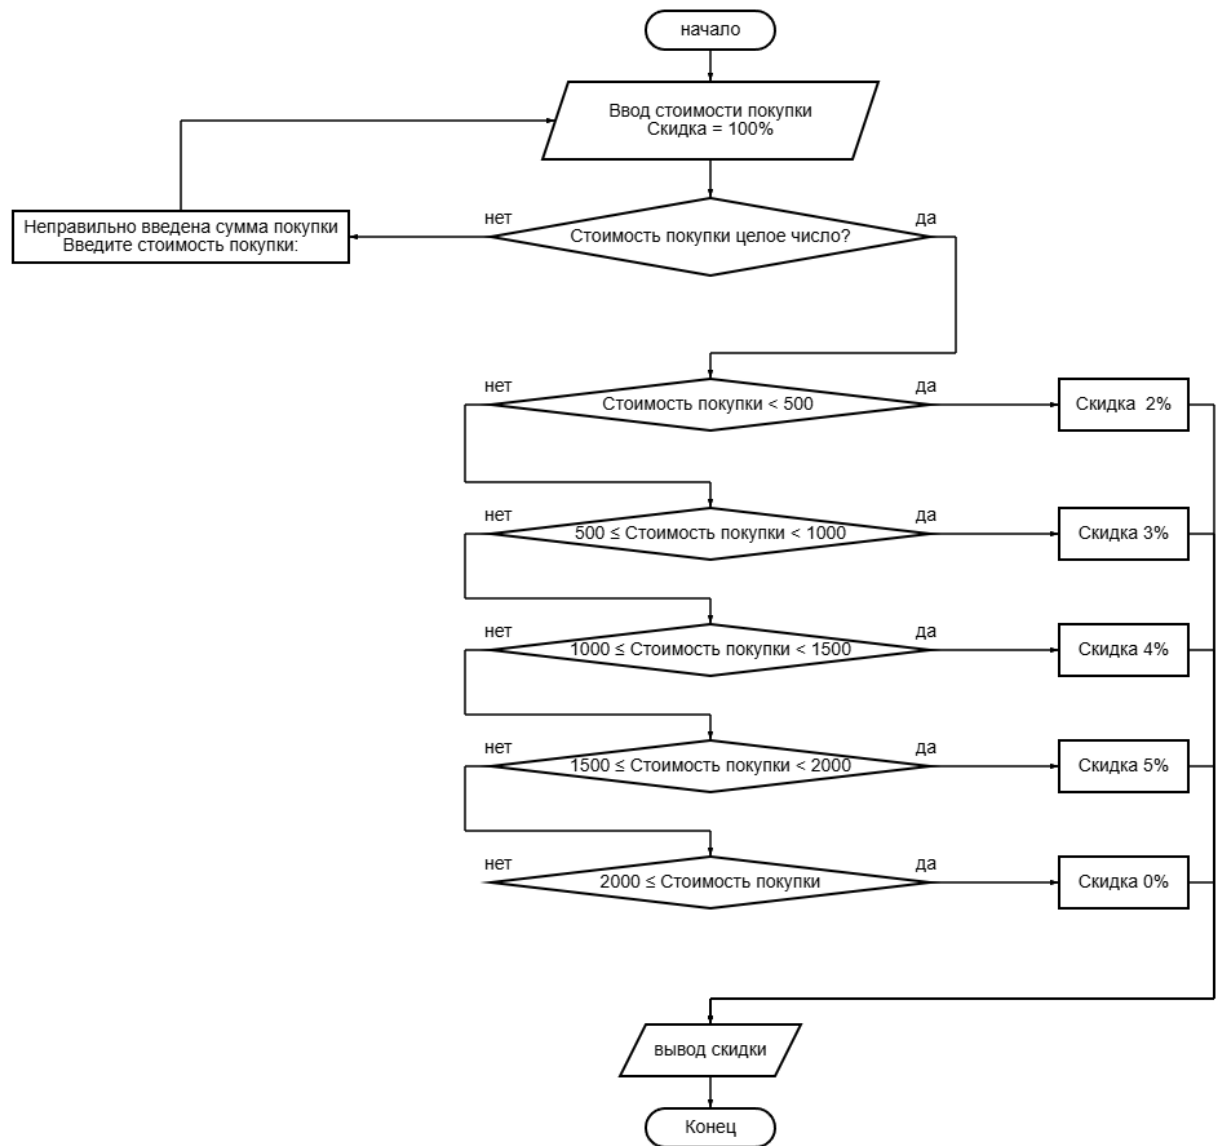 начало
Ввод стоимости покупки
Скидка = 100%
нет
да
Неправильно введена сумма покупки
Введите стоимость покупки:
Стоимость покупки целое число?
нет
да
Стоимость покупки < 500
Скидка  2%
нет
да
500 ≤ Стоимость покупки < 1000
Скидка 3%
нет
да
1000 ≤ Стоимость покупки < 1500
Скидка 4%
нет
да
1500 ≤ Стоимость покупки < 2000
Скидка 5%
нет
да
2000 ≤ Стоимость покупки
Скидка 0%
вывод скидки
Конец